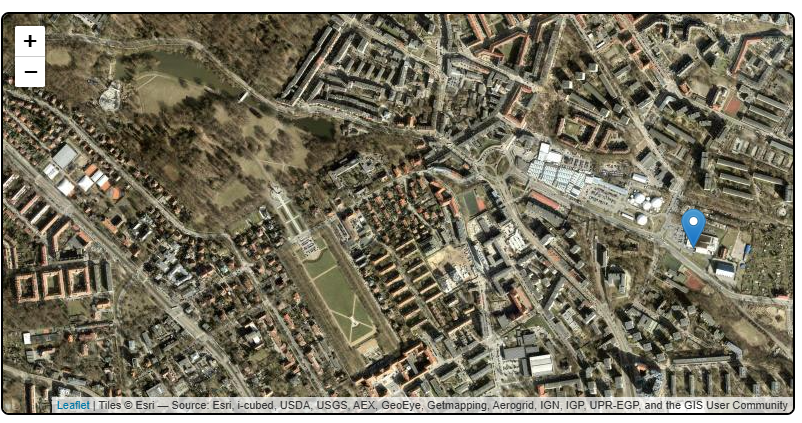 +
−
Leaflet | Tiles © Esri — Source: Esri, i-cubed, USDA, USGS, AEX, GeoEye, Getmapping, Aerogrid, IGN, IGP, UPR-EGP, and the GIS User Community